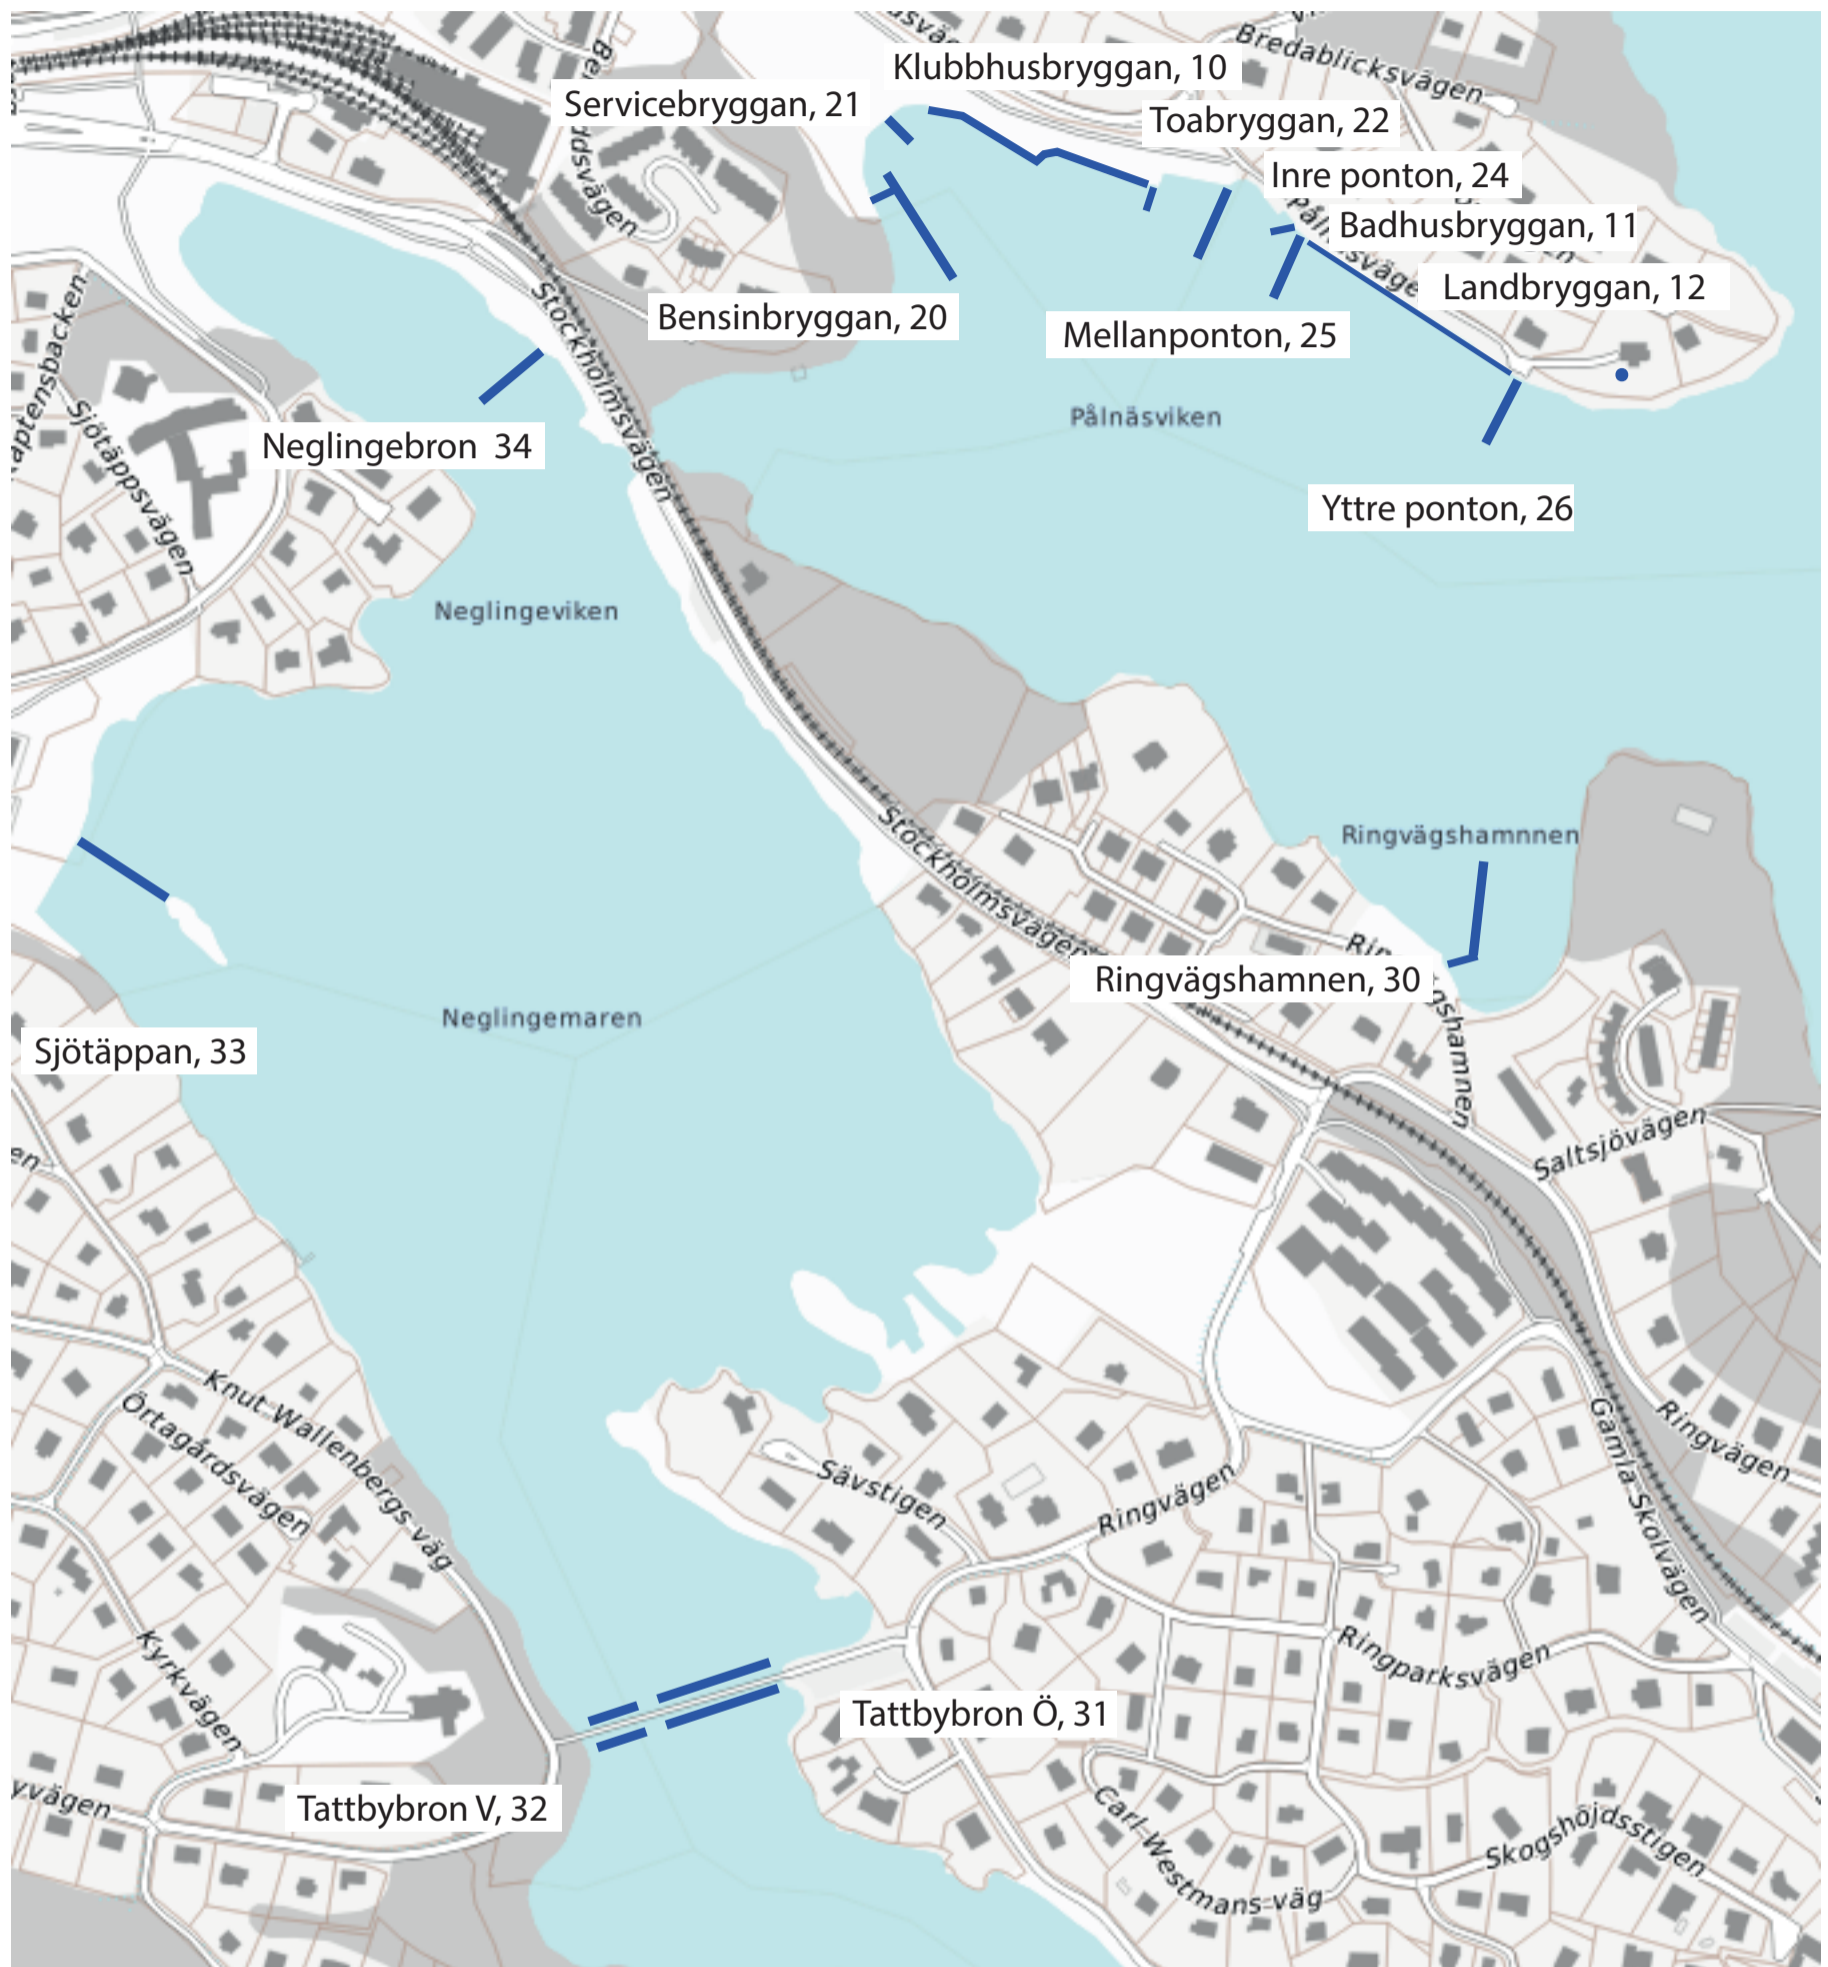 Bredablicksvägen
Klubbhusbryggan, 10
Servicebryggan, 21
Toabryggan, 22
Inre ponton, 24
Badhusbryggan, 11
Landbryggan, 12
Bensinbryggan, 20
Mellanponton, 25
Stockholmsvägen
Pålnäsviken
Neglingebron 34
Sjötäppsvägen
Yttre ponton, 26
Neglingeviken
Stockholmsvägen
Ringvägshamnnen
Ringvägshamnen, 30
Neglingemaren
Sjötäppan, 33
Saltsjövägen
Knut Wallenbergs väg
Örtagårdsvägen
Sävstigen
Ringvägen
Ringvägen
Gamla Skolvägen
Kyrkvägen
Ringparksvägen
Tattbybron Ö, 31
Tattbybron V, 32
yvägen
Carl Westmans väg
Skogshöjdsstigen